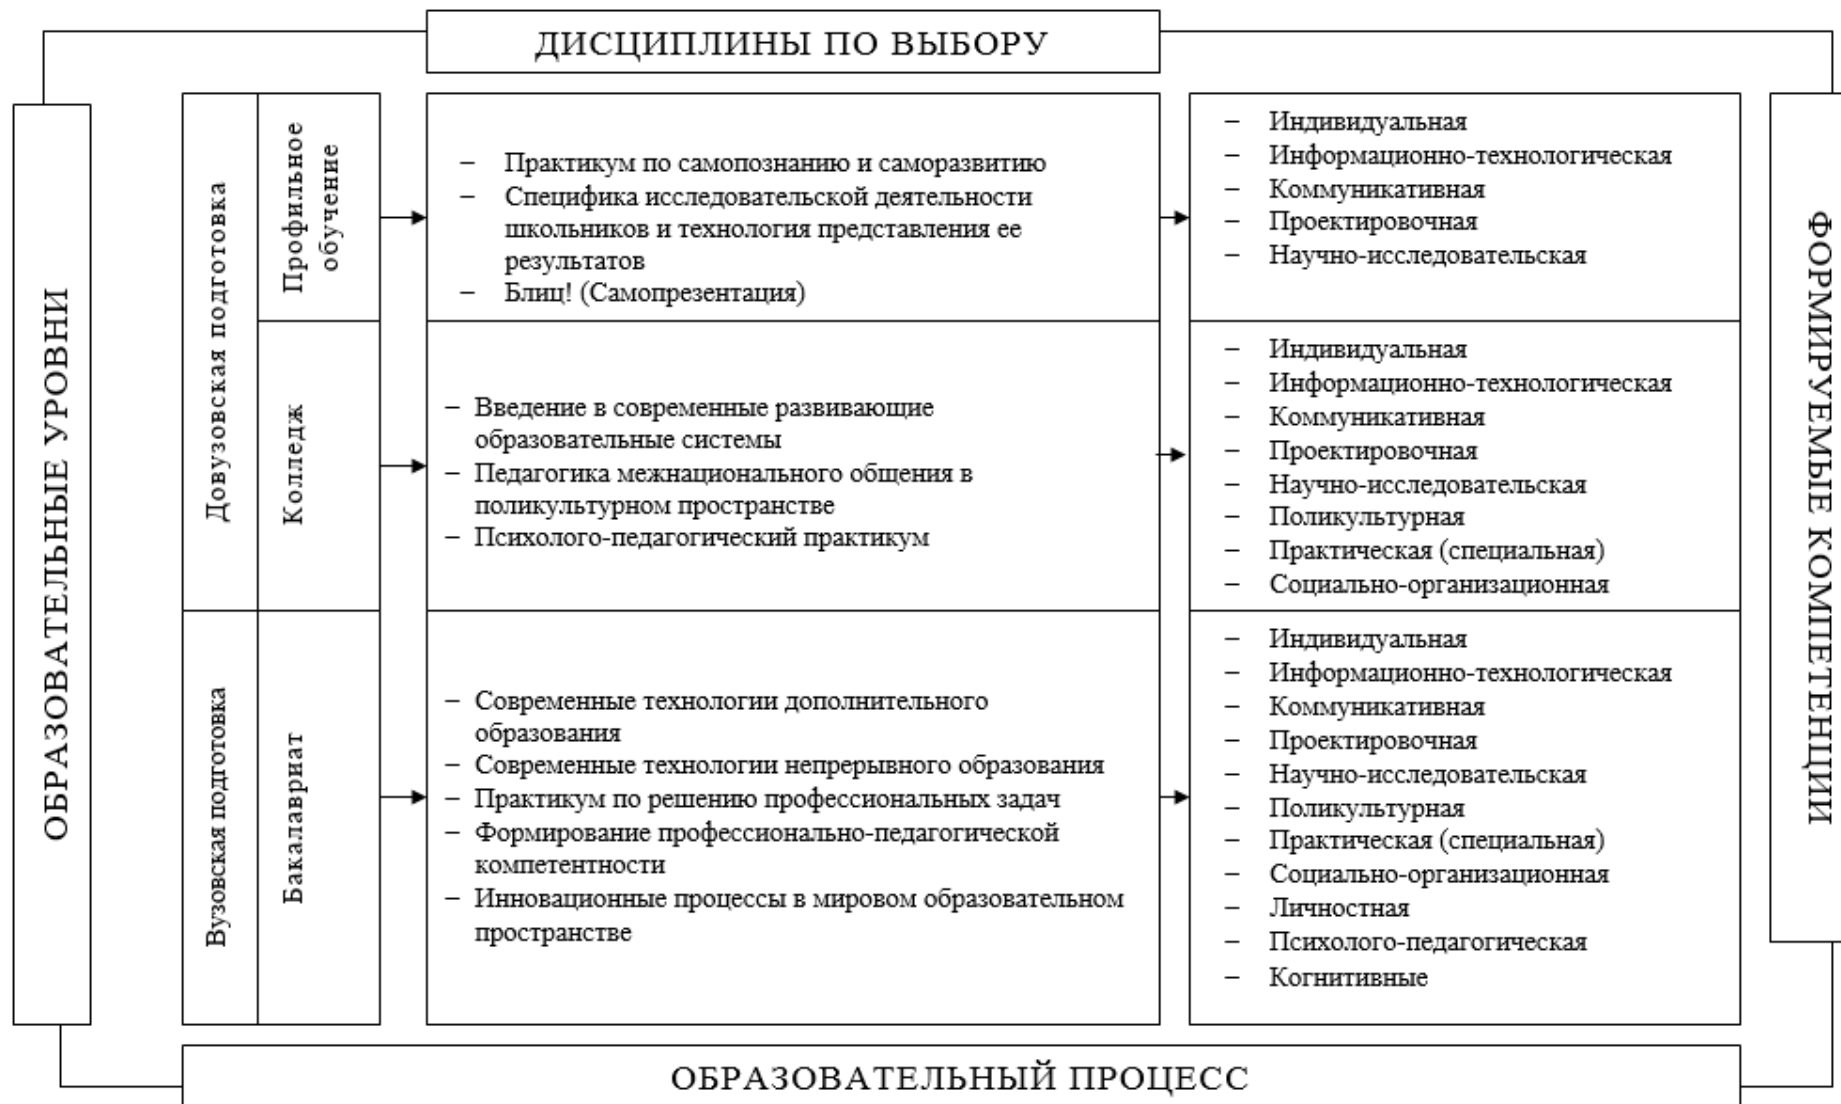 ДИСЦИПЛИНЫ ПО ВЫБОРУ
ОБРАЗОВАТЕЛЬНЫЕ УРОВНИ
Довузовская подготовка
Профильное
обучение
– Практикум по самопознанию и саморазвитию
– Специфика исследовательской деятельности
школьников и технология представления ее
результатов
– Блиц! (Самопрезентация)
– Индивидуальная
– Информационно-технологическая
– Коммуникативная
– Проектировочная
– Научно-исследовательская
Колледж
– Введение в современные развивающие
образовательные системы
– Педагогика межнационального общения в
поликультурном пространстве
– Психолого-педагогический практикум
– Индивидуальная
– Информационно-технологическая
– Коммуникативная
– Проектировочная
– Научно-исследовательская
– Поликультурная
– Практическая (специальная)
– Социально-организационная
Вузовская подготовка
Бакалавриат
– Современные технологии дополнительного
образования
– Современные технологии непрерывного образования
– Практикум по решению профессиональных задач
– Формирование профессионально-педагогической
компетентности
– Инновационные процессы в мировом образовательном
пространстве
– Индивидуальная
– Информационно-технологическая
– Коммуникативная
– Проектировочная
– Научно-исследовательская
– Поликультурная
– Практическая (специальная)
– Социально-организационная
– Личностная
– Психолого-педагогическая
– Когнитивные
ФОРМИРУЕМЫЕ КОМПЕТЕНЦИИ
ОБРАЗОВАТЕЛЬНЫЙ ПРОЦЕСС